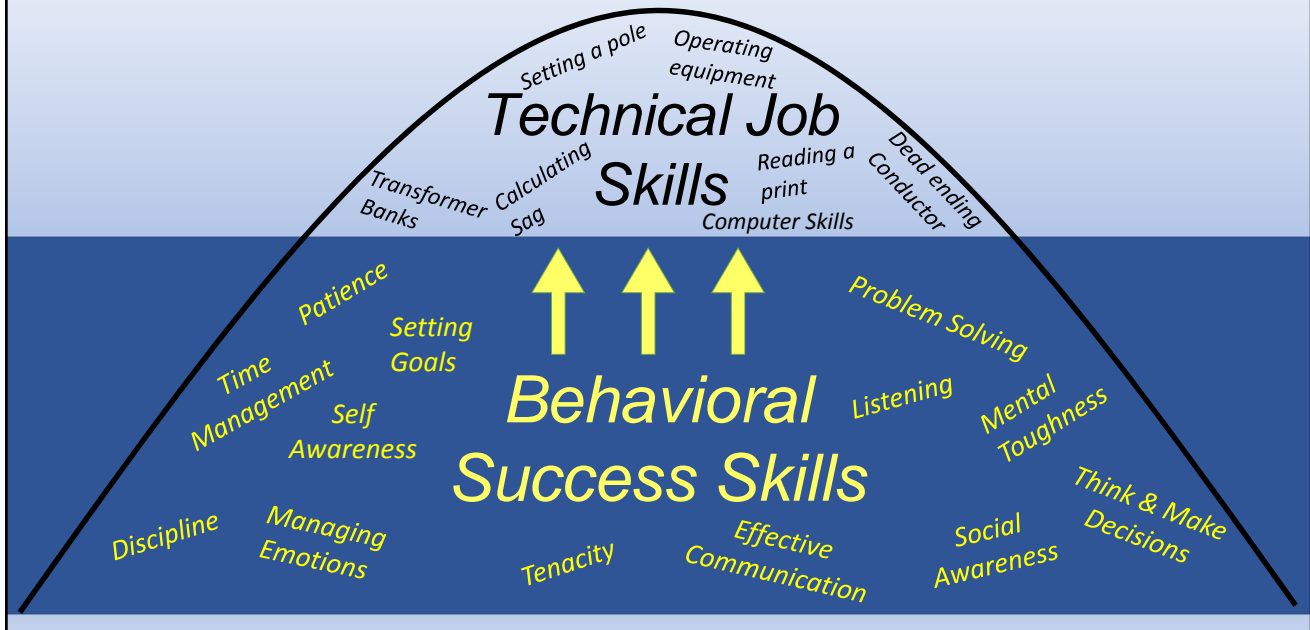 Setting a pole
Operating
equipment
Technical Job
Skills
Transformer
Banks
Calculating
Sag
Reading a
print
Computer Skills
Dead ending
Conductor
Patience
Setting
Goals
Time
Management
Self
Awareness
Problem Solving
Listening
Mental
Toughness
Behavioral
Success Skills
Discipline
Managing
Emotions
Tenacity
Effective
Communication
Social
Awareness
Think & Make
Decisions